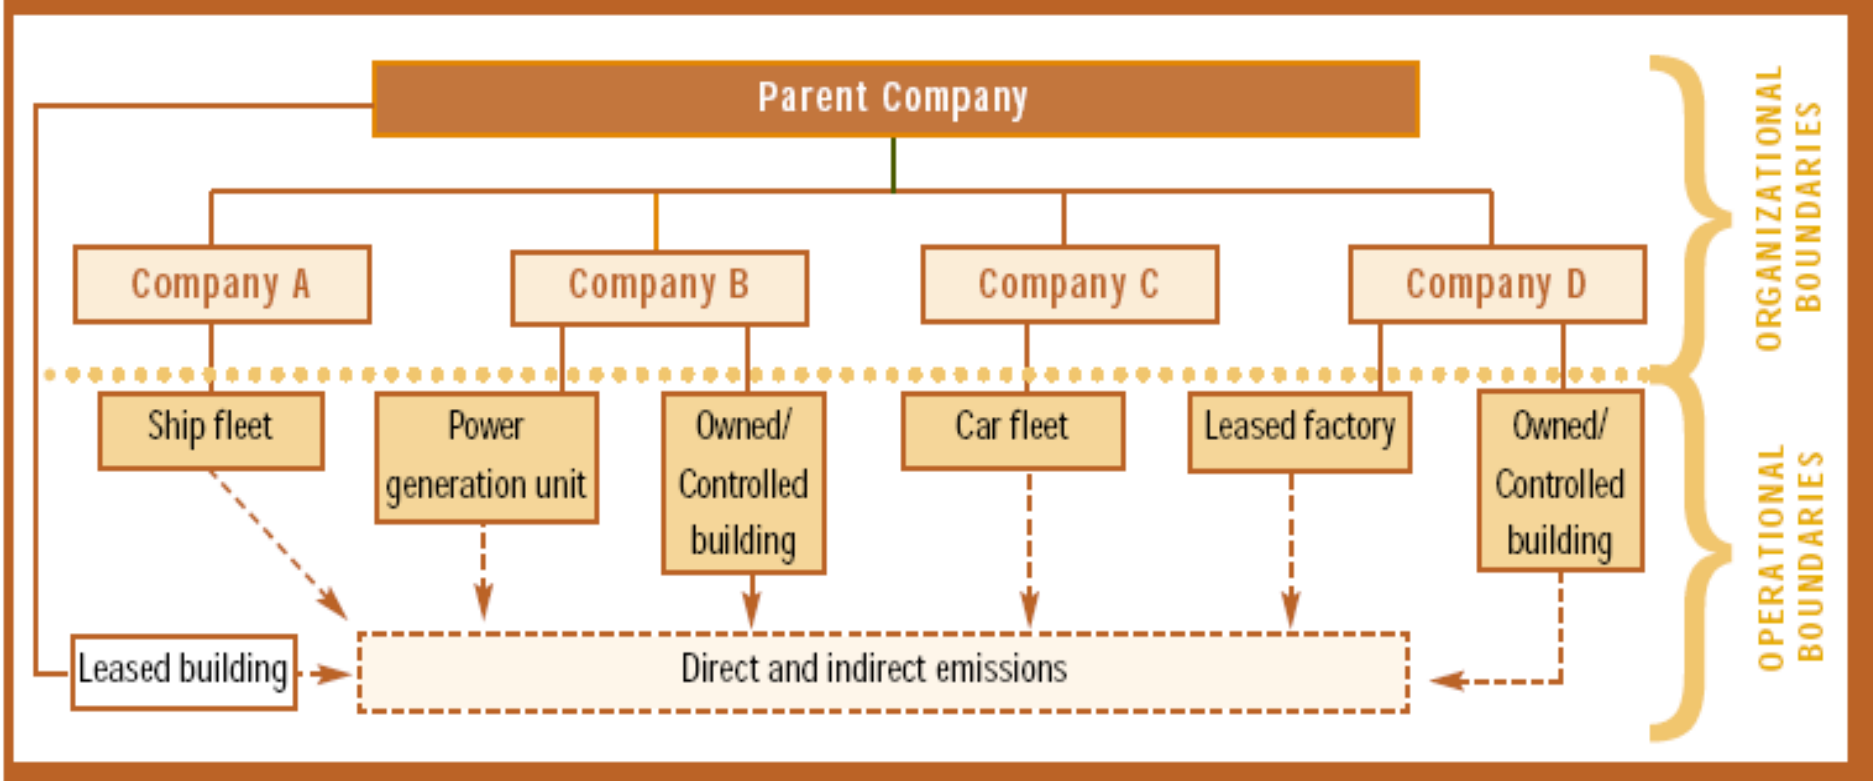 Parent Company
ORGANIZATIONAL
BOUNDARIES
Company A
Company B
Company C
Company D
Ship fleet
Power
generation unit
Owned/
Controlled
building
Car fleet
Leased factory
Owned/
Controlled
building
OPERATIONAL
BOUNDARIES
Leased building
Direct and indirect emissions